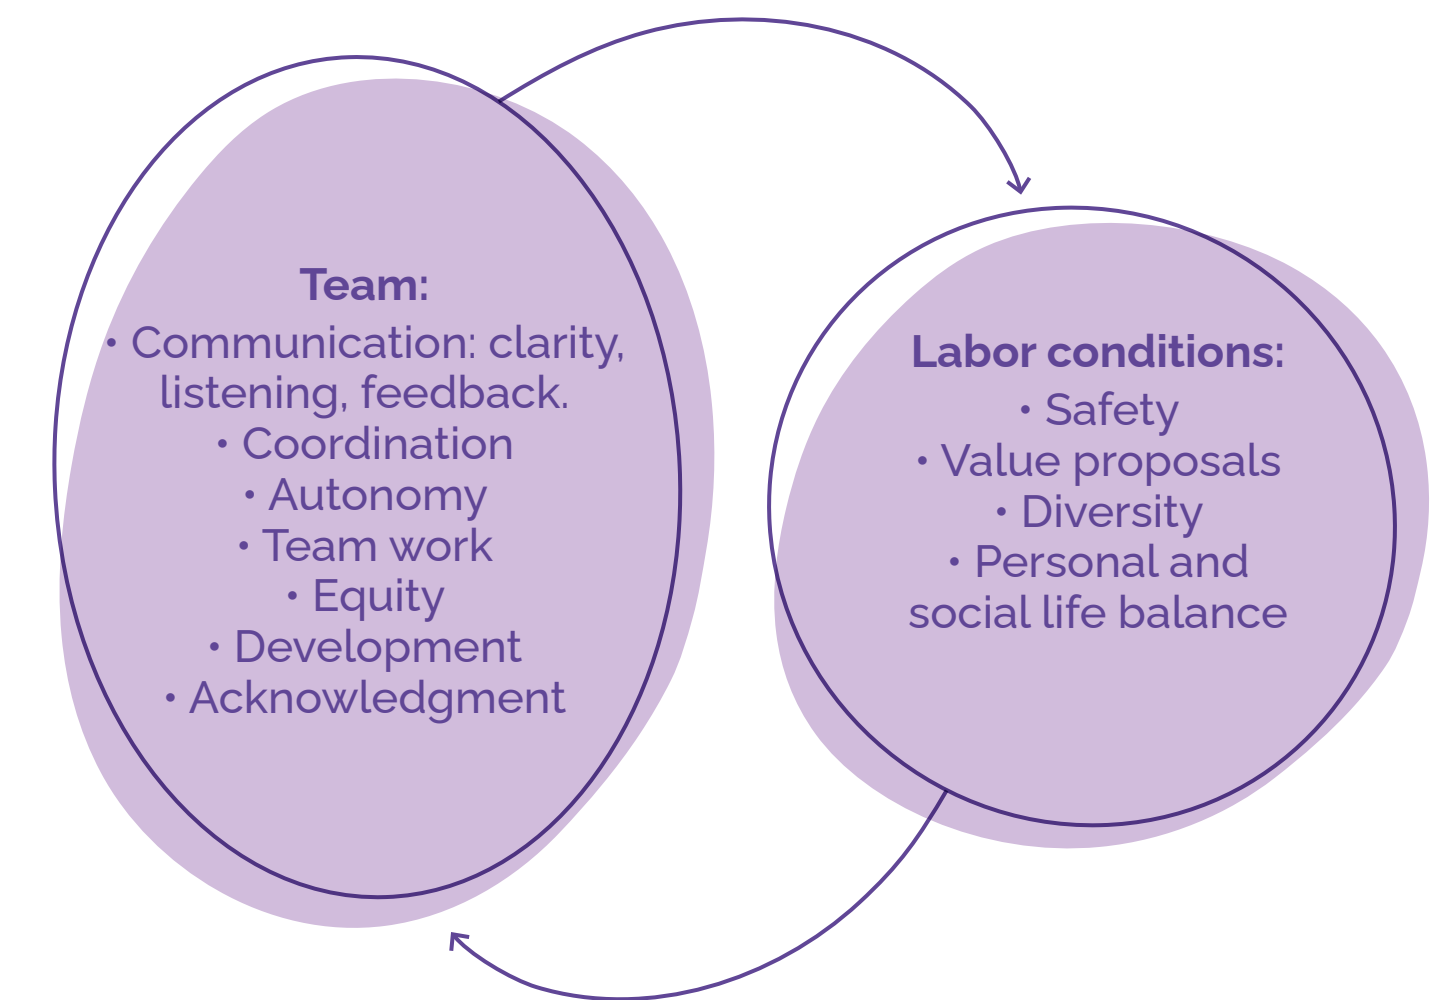 Team:
• Communication: clarity,
listening, feedback.
• Coordination
• Autonomy
• Team work
• Equity
• Development
• Acknowledgment
Labor conditions:
• Safety
• Value proposals
• Diversity
• Personal and
social life balance